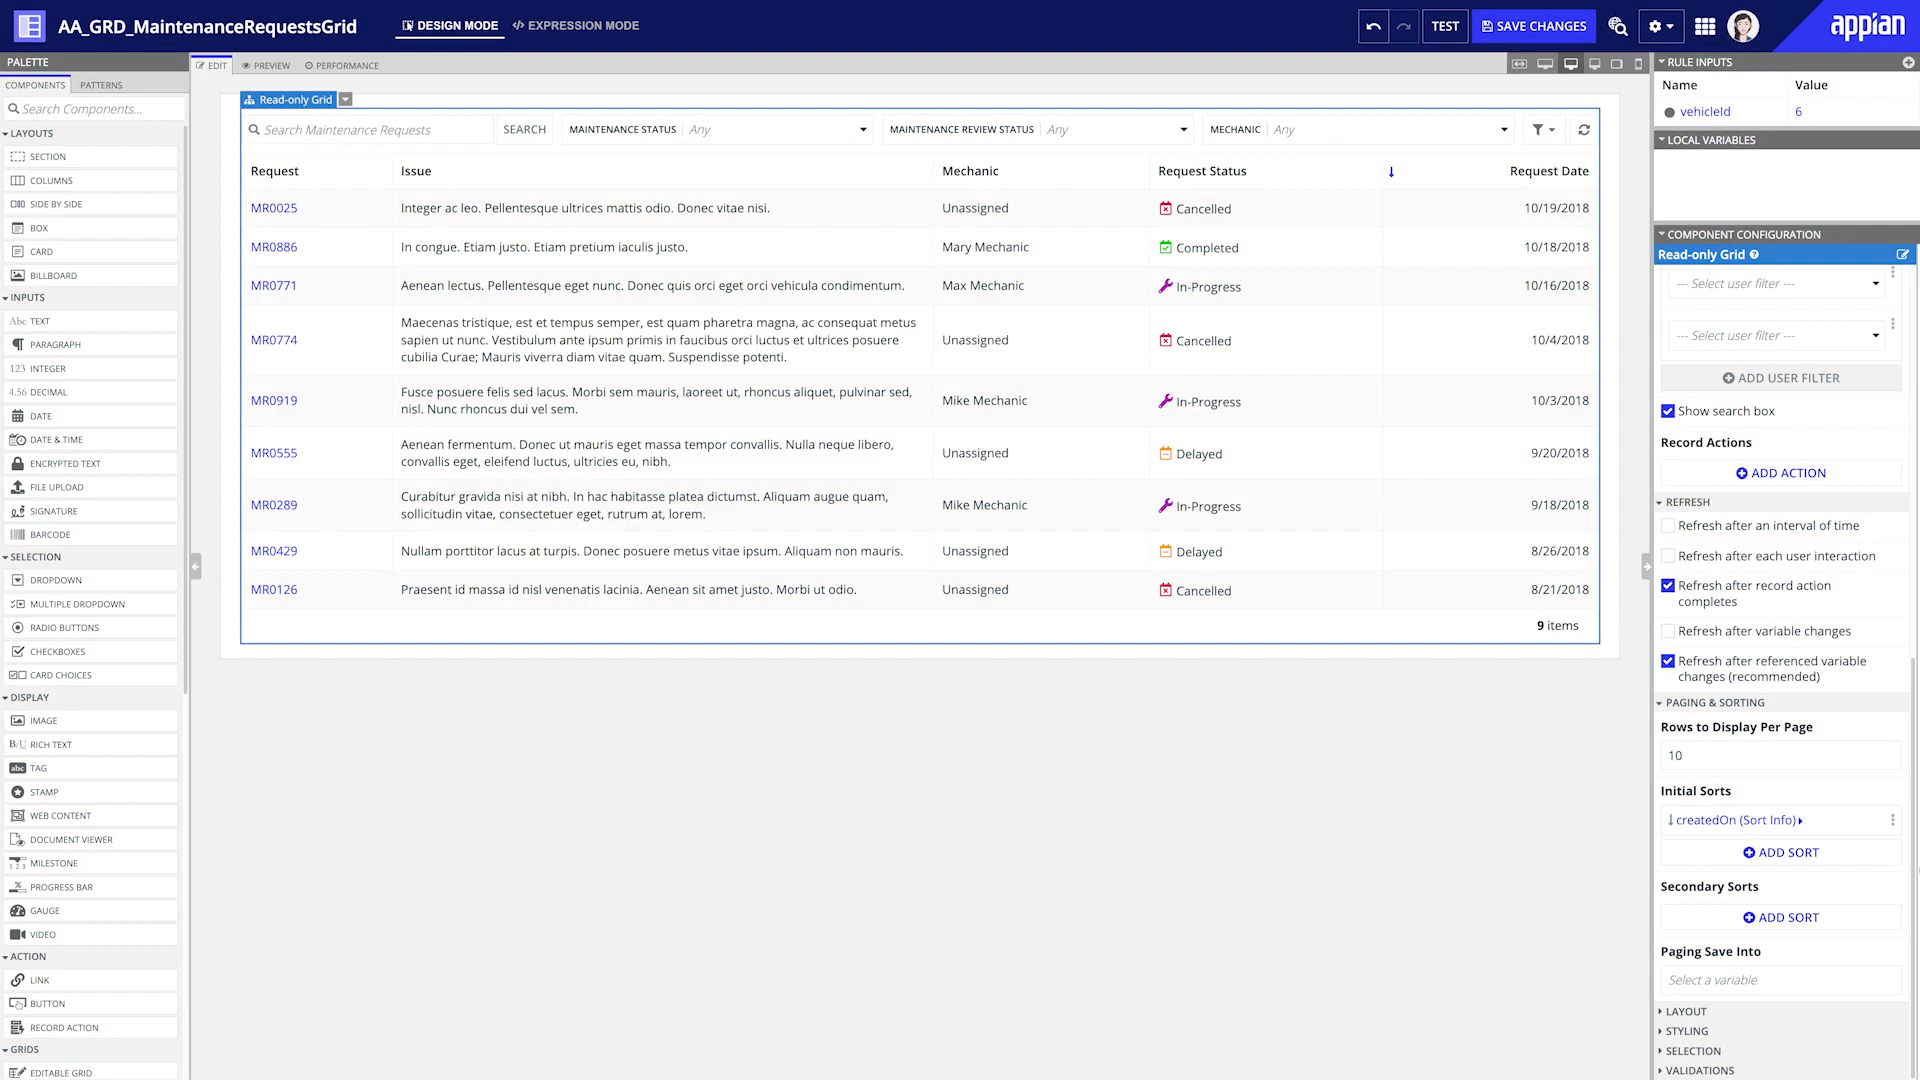 AA_GRD_MaintenanceRequestsGrid
DESIGN MODE
EXPRESSION MODE
TEST
SAVE CHANGES
appian
PALETTE
COMPONENTS
PATTERNS
Search Components...
LAYOUTS
SECTION
COLUMNS
SIDE BY SIDE
BOX
CARD
BILLBOARD
INPUTS
Abc TEXT
PARAGRAPH
123 INTEGER
4.56 DECIMAL
DATE
DATE & TIME
ENCRYPTED TEXT
FILE UPLOAD
SIGNATURE
BARCODE
SELECTION
DROPDOWN
MULTIPLE DROPDOWN
RADIO BUTTONS
CHECKBOXES
CARD CHOICES
DISPLAY
IMAGE
B/U RICH TEXT
abc TAG
STAMP
WEB CONTENT
DOCUMENT VIEWER
MILESTONE
PROGRESS BAR
GAUGE
VIDEO
ACTION
LINK
BUTTON
RECORD ACTION
GRIDS
EDITABLE GRID
EDIT
PREVIEW
PERFORMANCE
Read-only Grid
Search Maintenance Requests
SEARCH
MAINTENANCE STATUS Any
MAINTENANCE REVIEW STATUS Any
MECHANIC Any
Request Issue Mechanic Request Status Request Date
MR0025 Integer ac leo. Pellentesque ultrices mattis odio. Donec vitae nisi. Unassigned Cancelled 10/19/2018
MR0886 In congue. Etiam justo. Etiam pretium iaculis justo. Mary Mechanic Completed 10/18/2018
MR0771 Aenean lectus. Pellentesque eget nunc. Donec quis orci eget orci vehicula condimentum. Max Mechanic In-Progress 10/16/2018
Maecenas tristique, est et tempus semper, est quam pharetra magna, ac consequat metus
MR0774 sapien ut nunc. Vestibulum ante ipsum primis in faucibus orci luctus et ultrices posuere Unassigned Cancelled 10/4/2018
cubilia Curae; Mauris viverra diam vitae quam. Suspendisse potenti.
Fusce posuere felis sed lacus. Morbi sem mauris, laoreet ut, rhoncus aliquet, pulvinar sed,
MR0919 Mike Mechanic In-Progress 10/3/2018
nisl. Nunc rhoncus dui vel sem.
Aenean fermentum. Donec ut mauris eget massa tempor convallis. Nulla neque libero,
MR0555 Unassigned Delayed 9/20/2018
convallis eget, eleifend luctus, ultricies eu, nibh.
Curabitur gravida nisi at nibh. In hac habitasse platea dictumst. Aliquam augue quam,
MR0289 Mike Mechanic In-Progress 9/18/2018
sollicitudin vitae, consectetuer eget, rutrum at, lorem.
MR0429 Nullam porttitor lacus at turpis. Donec posuere metus vitae ipsum. Aliquam non mauris. Unassigned Delayed 8/26/2018
MR0126 Praesent id massa id nisl venenatis lacinia. Aenean sit amet justo. Morbi ut odio. Unassigned Cancelled 8/21/2018
9 items
RULE INPUTS
Name Value
vehicleId 6
LOCAL VARIABLES
COMPONENT CONFIGURATION
Read-only Grid
--- Select user filter ---
--- Select user filter ---
ADD USER FILTER
Show search box
Record Actions
ADD ACTION
REFRESH
Refresh after an interval of time
Refresh after each user interaction
Refresh after record action
completes
Refresh after variable changes
Refresh after referenced variable
changes (recommended)
PAGING & SORTING
Rows to Display Per Page
10
Initial Sorts
createdOn (Sort Info)
ADD SORT
Secondary Sorts
ADD SORT
Paging Save Into
Select a variable
LAYOUT
STYLING
SELECTION
VALIDATIONS